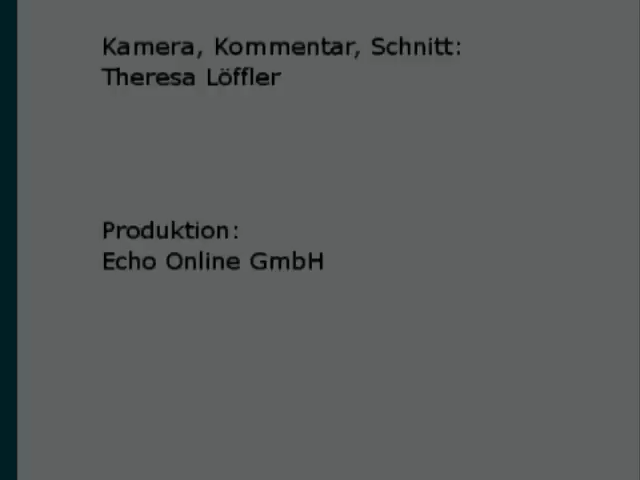 Kamera, Kommentar, Schnitt:
Theresa Löffler
Produktion:
Echo Online GmbH